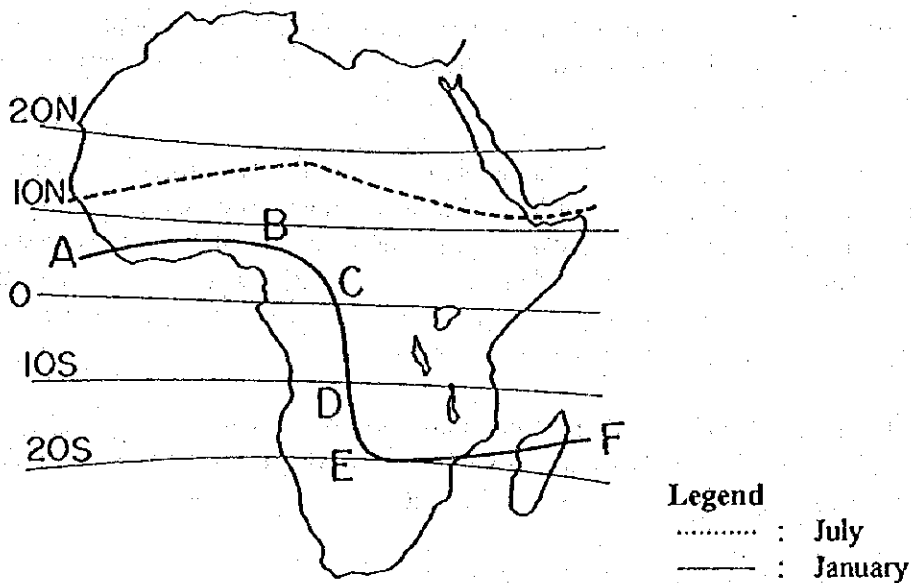 20N
10N
B
A
C
0
10S
D
20S
E
F
Legend
............ : July
———— : January